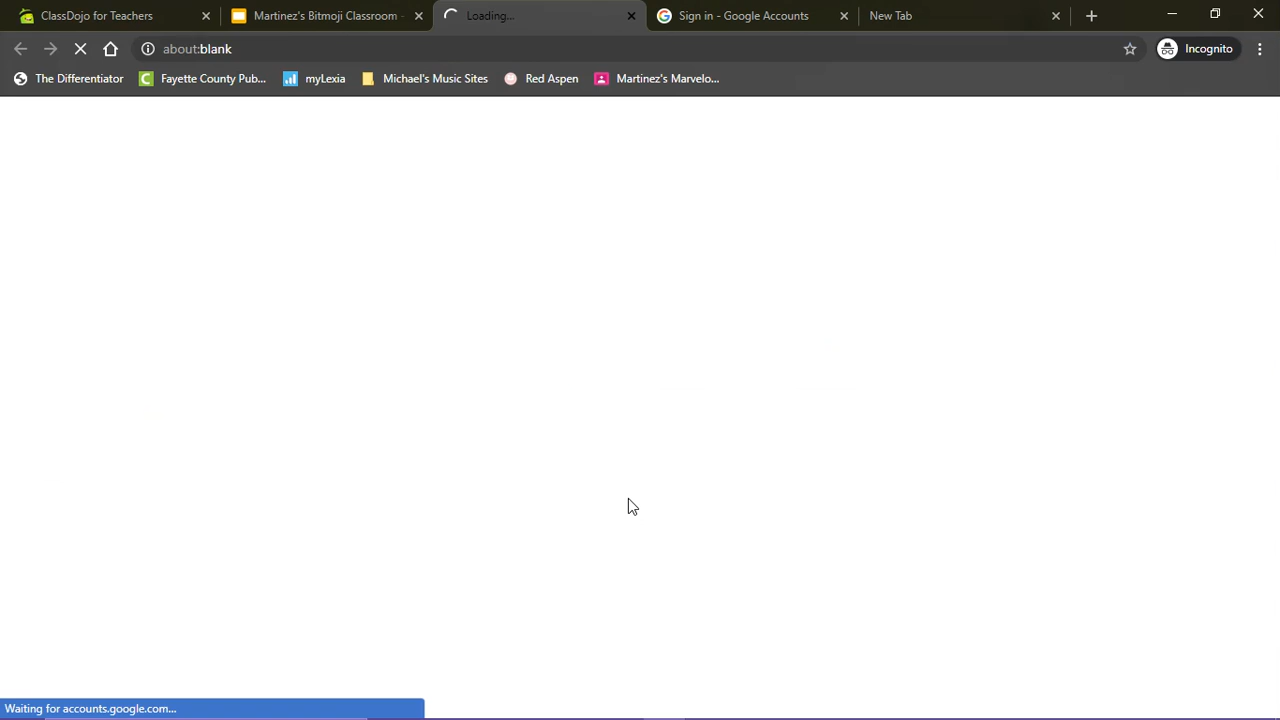 ClassDojo for Teachers
Martinez's Bitmoji Classroom -
Loading...
Sign in - Google Accounts
New Tab
about:blank
Incognito
The Differentiator
Fayette County Pub...
myLexia
Michael's Music Sites
Red Aspen
Martinez's Marvelo...
Waiting for accounts.google.com...